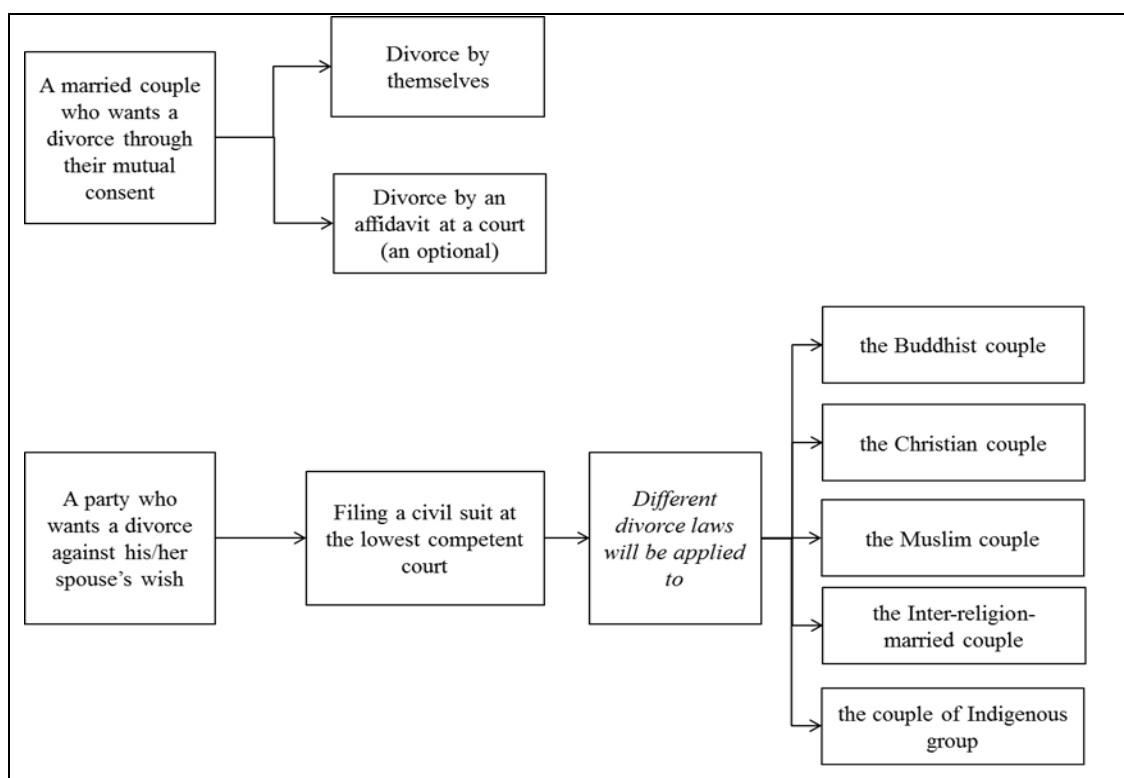 A married couple
who wants a
divorce through
their mutual
consent
Divorce by
themselves
Divorce by an
affidavit at a court
(an optional)
A party who
wants a divorce
against his/her
spouse’s wish
Filing a civil suit at
the lowest competent
court
Different
divorce laws
will be applied
to
the Buddhist couple
the Christian couple
the Muslim couple
the Inter-religion-
married couple
the couple of Indigenous
group